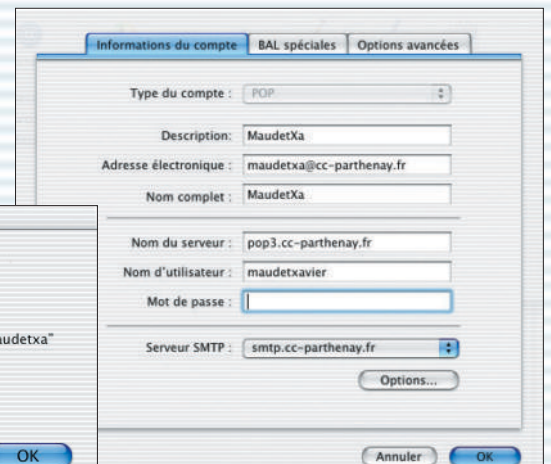 Informations du compte BAL spéciales Options avancées
Type du compte : POP
Description: MaudetXa
Adresse électronique : maudetxa@cc-parthenay.fr
Nom complet : MaudetXa
Nom du serveur : pop3.cc-parthenay.fr
Nom d'utilisateur : maudetxavier
Mot de passe :
Serveur SMTP : smtp.cc-parthenay.fr
Options...
Annuler OK
audetxa"
OK